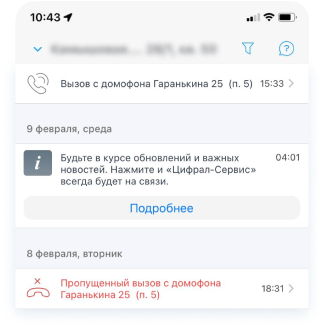 10:43
Вызов с домофона Гаранькина 25 (п. 5) 15:33
9 февраля, среда
Будьте в курсе обновлений и важных 04:01
новостей. Нажмите и «Цифрал-Сервис»
всегда будет на связи.
Подробнее
8 февраля, вторник
Пропущенный вызов с домофона
Гаранькина 25 (п. 5) 18:31